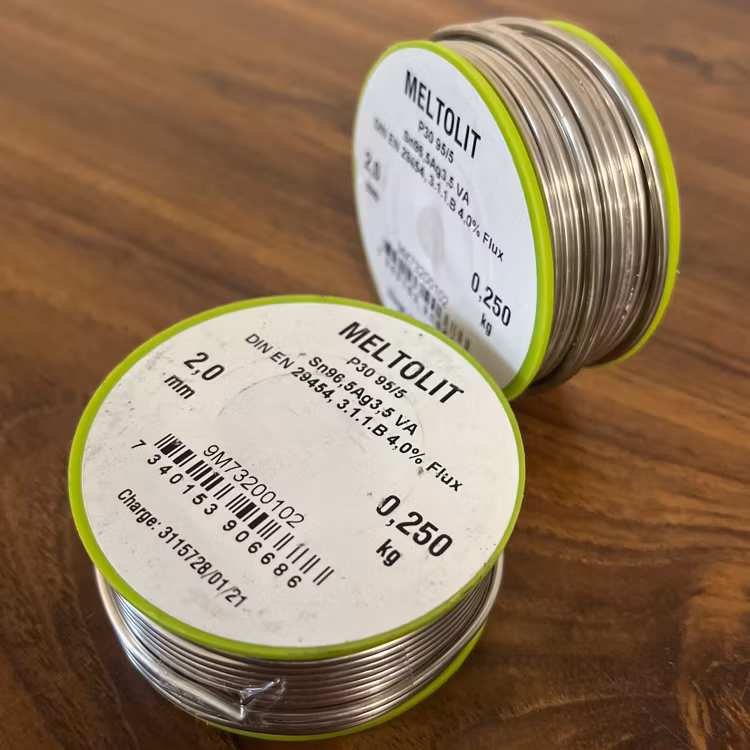 MELTOLIT
P30 95/5
Sn96,5Ag3,5 VA
DIN EN 29454, 3.1.1.B 4,0% Flux
2,0
mm
0,250
kg
MELTOLIT
P30 95/5
Sn96,5Ag3,5 VA
DIN EN 29454, 3.1.1.B 4,0% Flux
2,0
mm
9M73200102
7 340153 906686
0,250
kg
Charge: 3115728/01/21